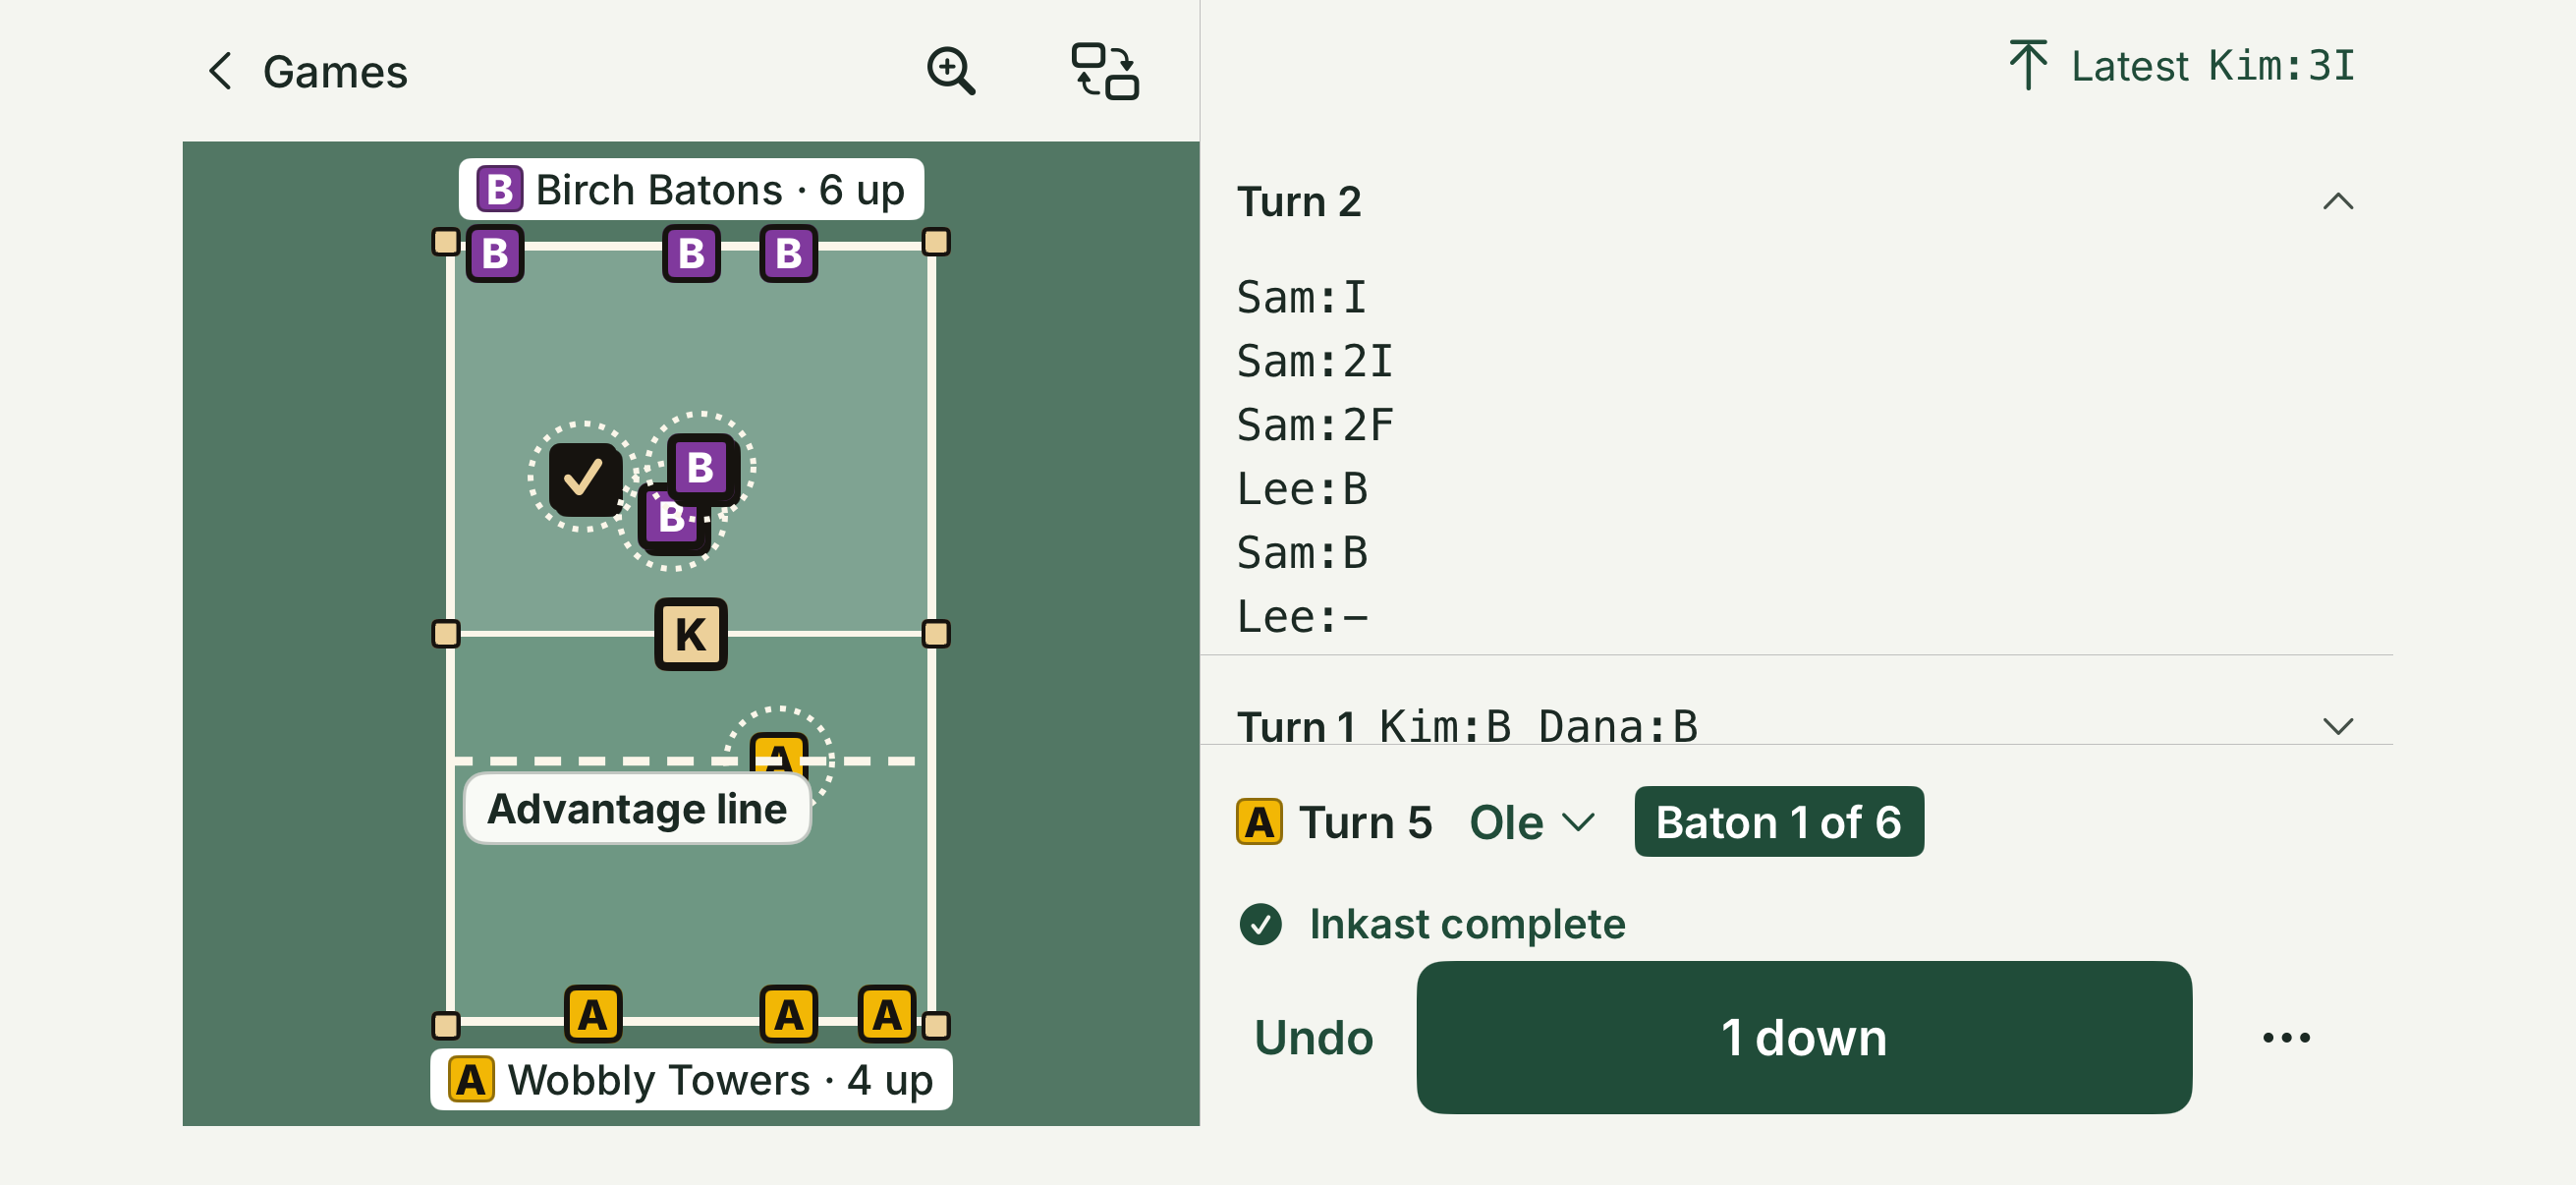 Games
B Birch Batons · 6 up
B B B
B
B
K
A
Advantage line
A A A
A Wobbly Towers · 4 up
Latest Kim:3I
Turn 2
Sam:I
Sam:2I
Sam:2F
Lee:B
Sam:B
Lee:–
Turn 1 Kim:B Dana:B
A Turn 5 Ole Baton 1 of 6
Inkast complete
Undo 1 down